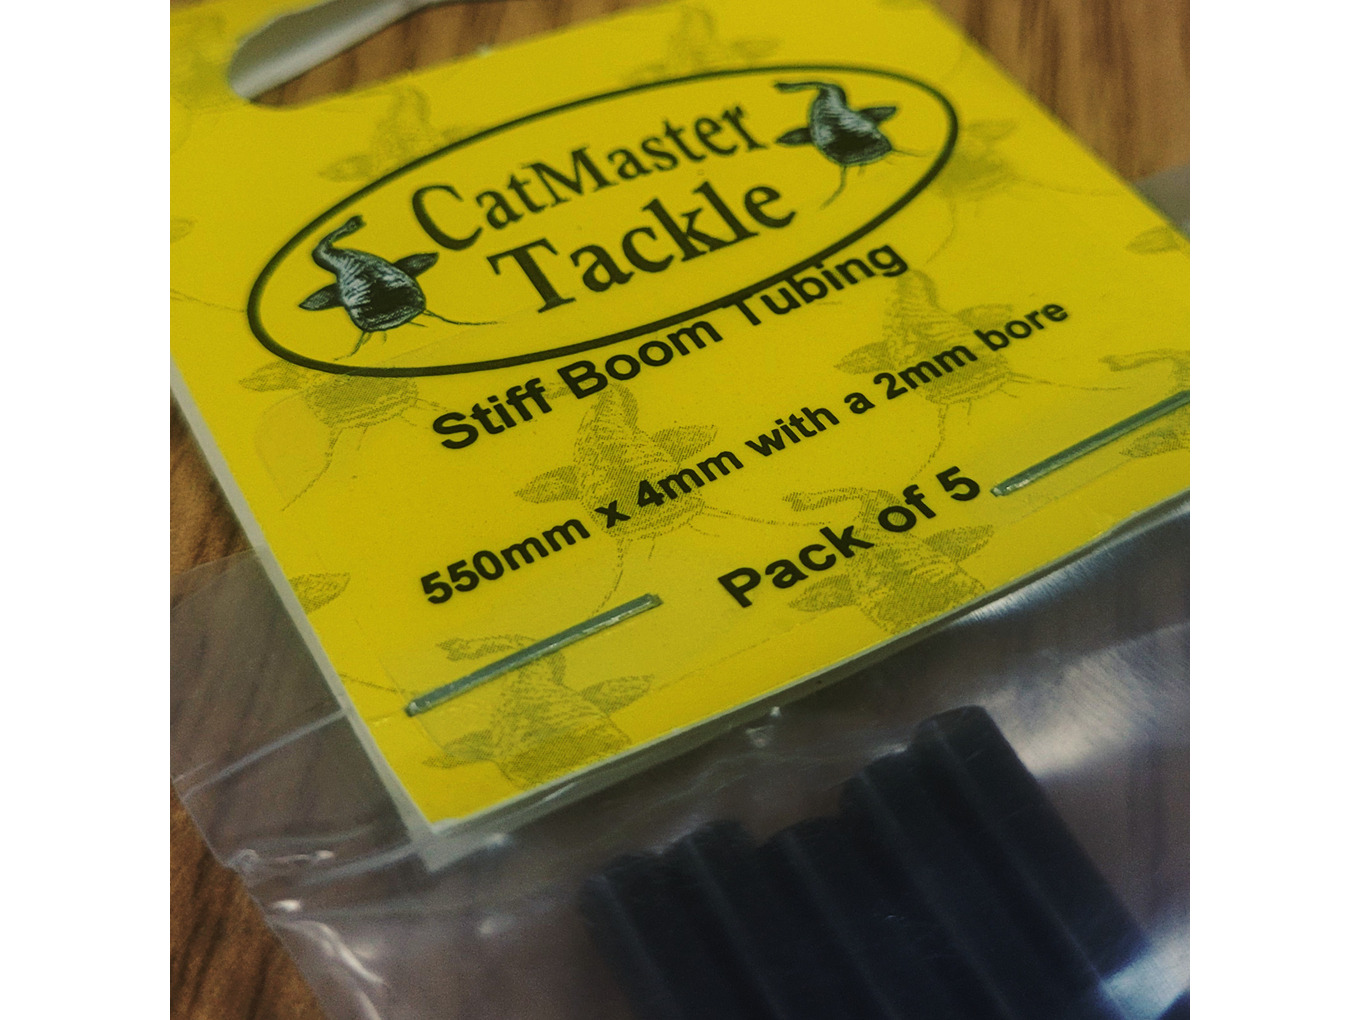 CatMaster
Tackle
Stiff Boom Tubing
550mm x 4mm with a 2mm bore
Pack of 5